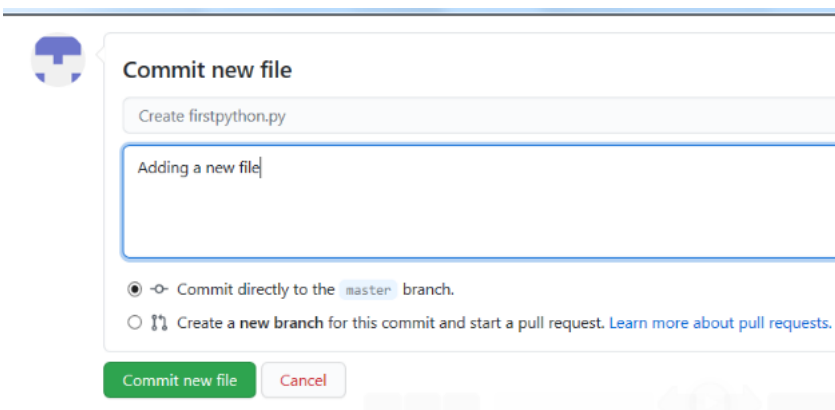 Commit new file
Create firstpython.py
Adding a new file
Commit directly to the master branch.
Create a new branch for this commit and start a pull request. Learn more about pull requests.
Commit new file Cancel